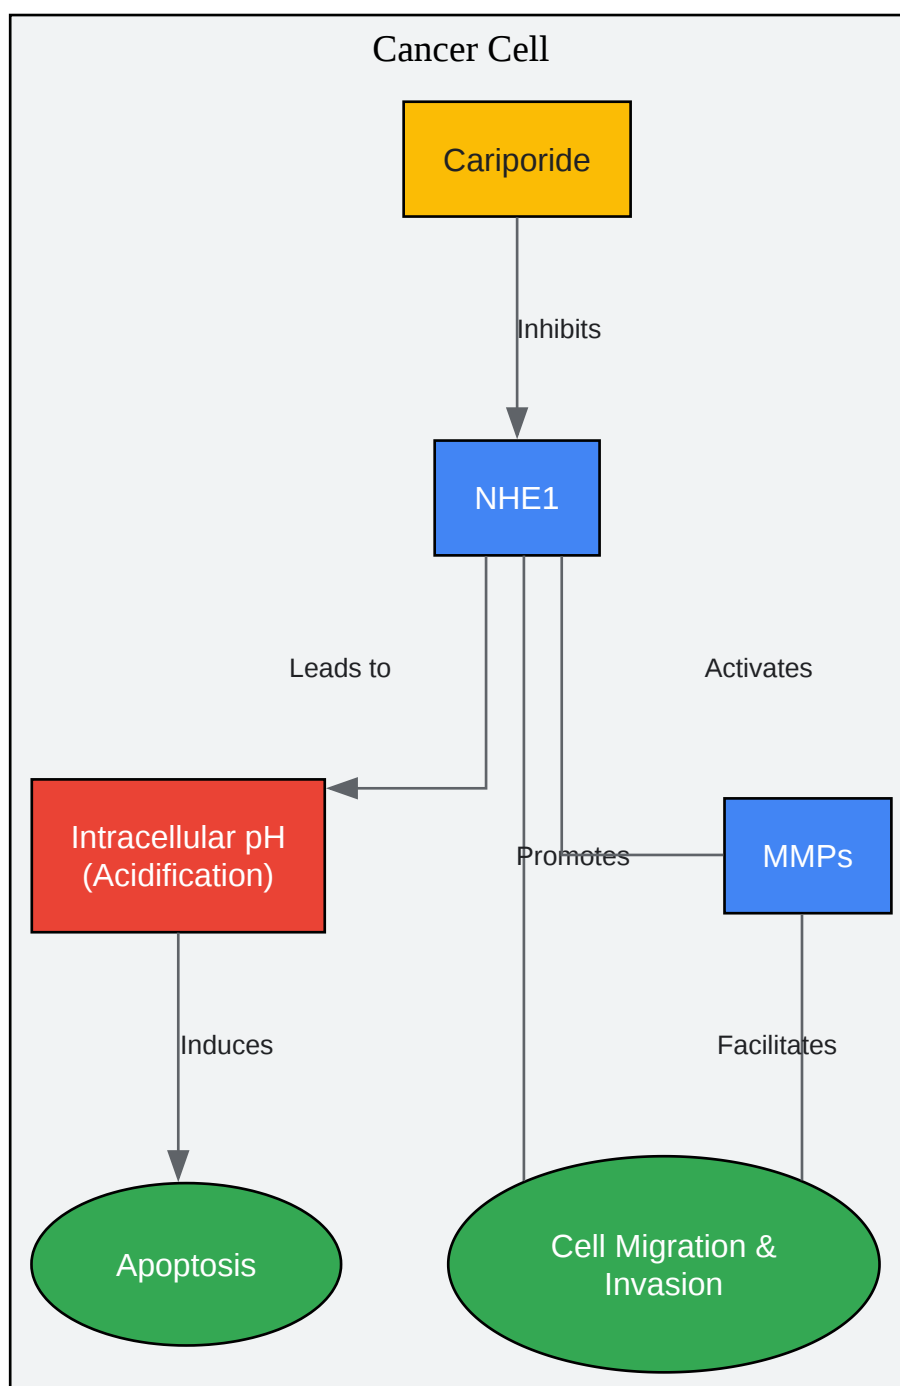 Cancer Cell
Cariporide
Inhibits
NHE1
Leads to
Activates
Intracellular pH
(Acidification)
Promotes
MMPs
Induces
Facilitates
Apoptosis
Cell Migration &
Invasion